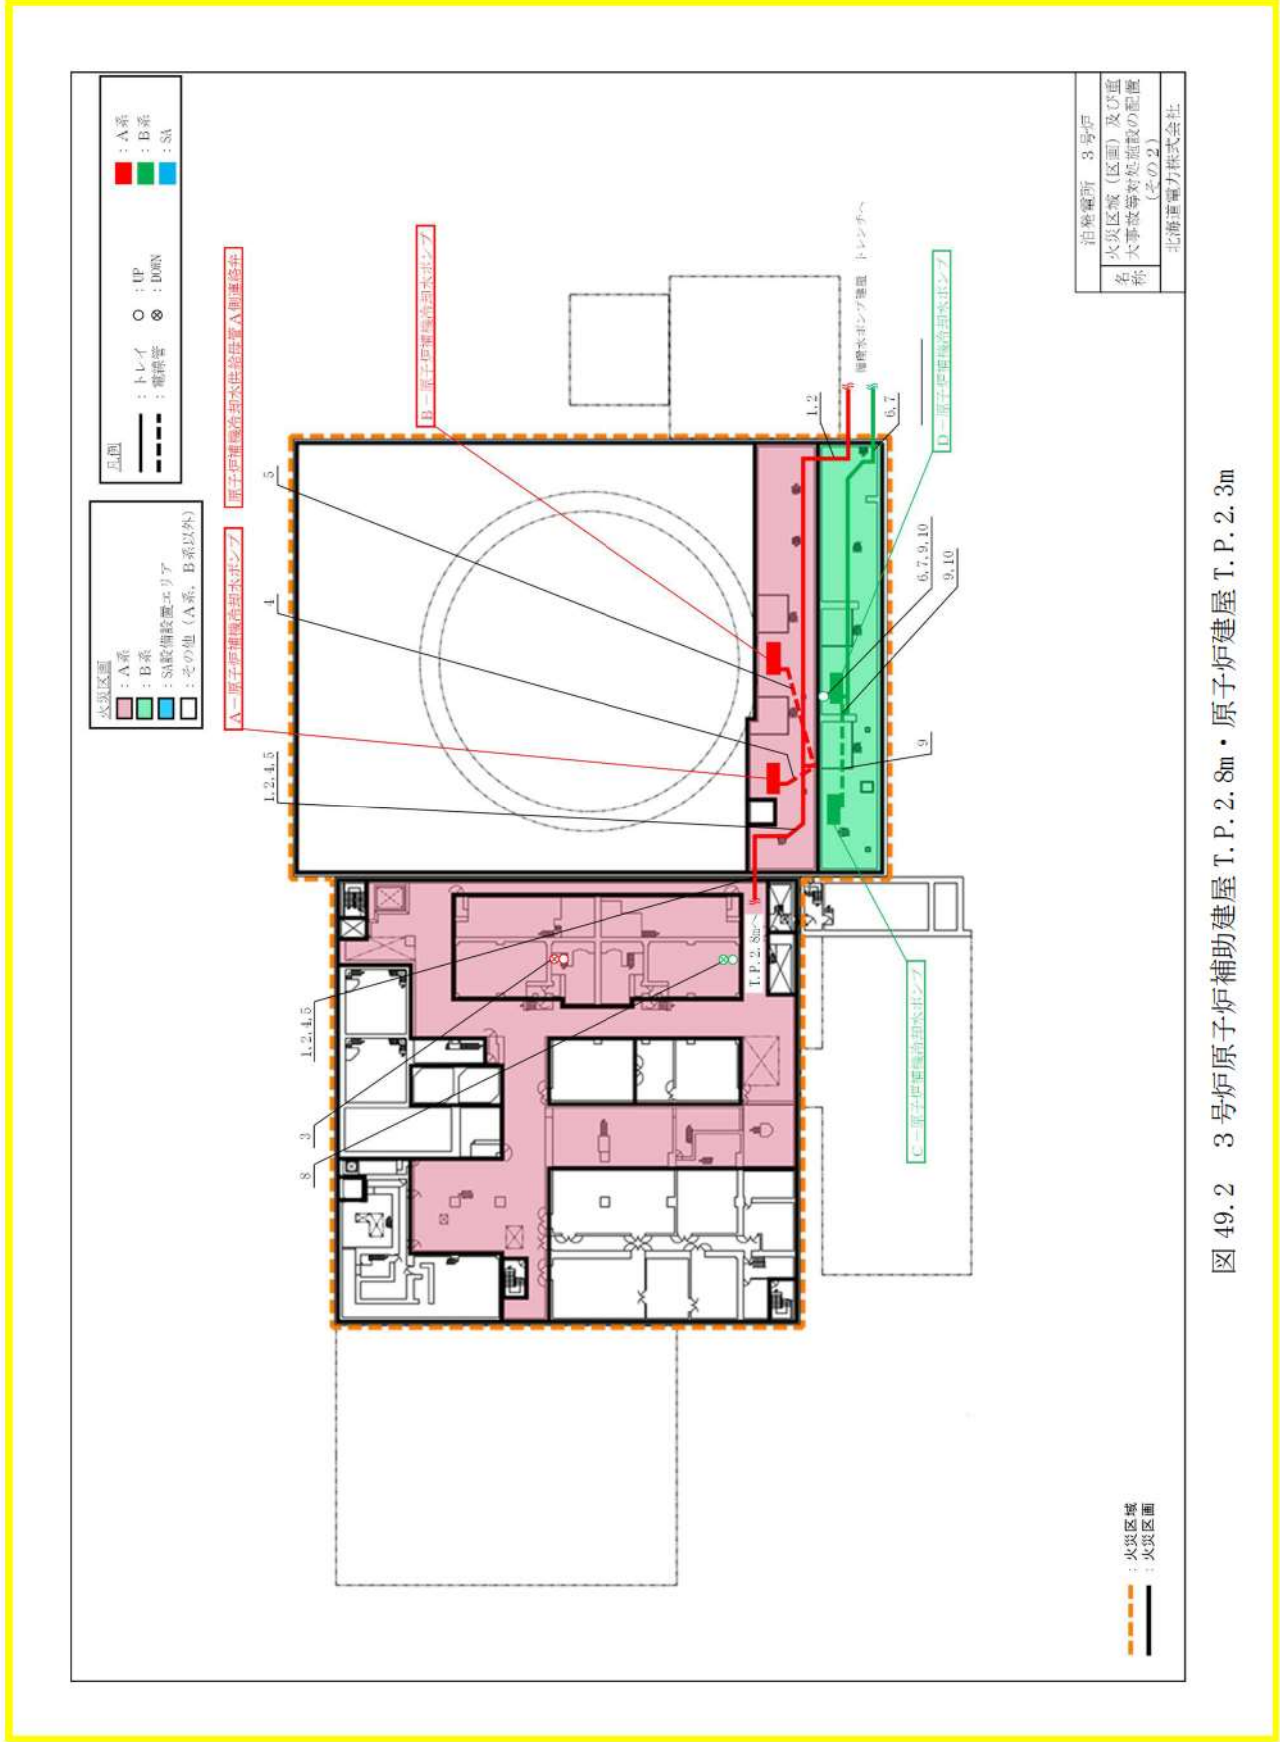 火災区画
：A系
：B系
：SA設備設置エリア
：その他（A系，B系以外）
凡例
：トレイ
：電線管
：UP
：DOWN
：A系
：B系
：SA
A－原子炉補機冷却水ポンプ
原子炉補機冷却水供給母管A側連絡弁
B－原子炉補機冷却水ポンプ
8
3
1,2,4,5
1,2,4,5
4
5
T.P.2.8mへ
1,2
循環水ポンプ建屋 トレンチへ
6,7
9
6,7,9,10
9,10
C－原子炉補機冷却水ポンプ
D－原子炉補機冷却水ポンプ
：火災区域
：火災区画
泊発電所 3号炉
名称
火災区域（区画）及び重
大事故等対処施設の配置
（その2）
北海道電力株式会社
図 49.2 3号炉原子炉補助建屋 T.P.2.8m・原子炉建屋 T.P.2.3m